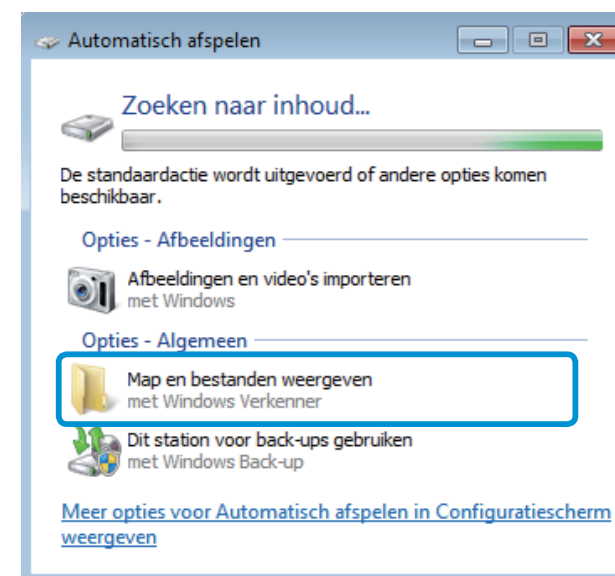 Automatisch afspelen
Zoeken naar inhoud...
De standaardactie wordt uitgevoerd of andere opties komen
beschikbaar.
Opties - Afbeeldingen
Afbeeldingen en video's importeren
met Windows
Opties - Algemeen
Map en bestanden weergeven
met Windows Verkenner
Dit station voor back-ups gebruiken
met Windows Back-up
Meer opties voor Automatisch afspelen in Configuratiescherm
weergeven